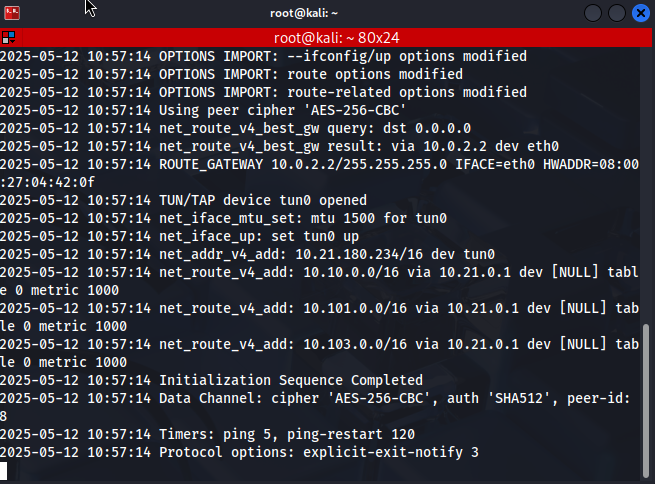 root@kali: ~
root@kali: ~ 80x24
2025-05-12 10:57:14 OPTIONS IMPORT: --ifconfig/up options modified
2025-05-12 10:57:14 OPTIONS IMPORT: route options modified
2025-05-12 10:57:14 OPTIONS IMPORT: route-related options modified
2025-05-12 10:57:14 Using peer cipher 'AES-256-CBC'
2025-05-12 10:57:14 net_route_v4_best_gw query: dst 0.0.0.0
2025-05-12 10:57:14 net_route_v4_best_gw result: via 10.0.2.2 dev eth0
2025-05-12 10:57:14 ROUTE_GATEWAY 10.0.2.2/255.255.255.0 IFACE=eth0 HWADDR=08:00
:27:04:42:0f
2025-05-12 10:57:14 TUN/TAP device tun0 opened
2025-05-12 10:57:14 net_iface_mtu_set: mtu 1500 for tun0
2025-05-12 10:57:14 net_iface_up: set tun0 up
2025-05-12 10:57:14 net_addr_v4_add: 10.21.180.234/16 dev tun0
2025-05-12 10:57:14 net_route_v4_add: 10.10.0.0/16 via 10.21.0.1 dev [NULL] tabl
e 0 metric 1000
2025-05-12 10:57:14 net_route_v4_add: 10.101.0.0/16 via 10.21.0.1 dev [NULL] tab
le 0 metric 1000
2025-05-12 10:57:14 net_route_v4_add: 10.103.0.0/16 via 10.21.0.1 dev [NULL] tab
le 0 metric 1000
2025-05-12 10:57:14 Initialization Sequence Completed
2025-05-12 10:57:14 Data Channel: cipher 'AES-256-CBC', auth 'SHA512', peer-id:
8
2025-05-12 10:57:14 Timers: ping 5, ping-restart 120
2025-05-12 10:57:14 Protocol options: explicit-exit-notify 3